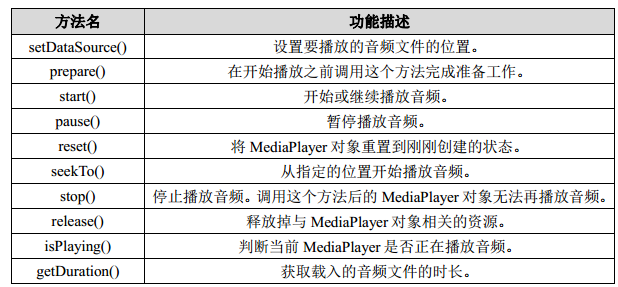 方法名 功能描述
setDataSource() 设置要播放的音频文件的位置。
prepare() 在开始播放之前调用这个方法完成准备工作。
start() 开始或继续播放音频。
pause() 暂停播放音频。
reset() 将 MediaPlayer 对象重置到刚刚创建的状态。
seekTo() 从指定的位置开始播放音频。
stop() 停止播放音频。调用这个方法后的 MediaPlayer 对象无法再播放音频。
release() 释放掉与 MediaPlayer 对象相关的资源。
isPlaying() 判断当前 MediaPlayer 是否正在播放音频。
getDuration() 获取载入的音频文件的时长。